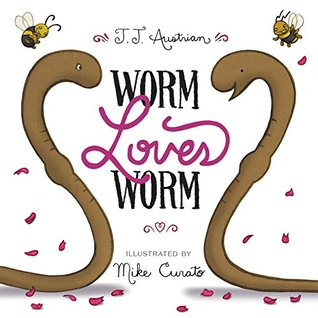 J.J. Austrian
WORM
Loves
WORM
ILLUSTRATED BY
Mike Curato